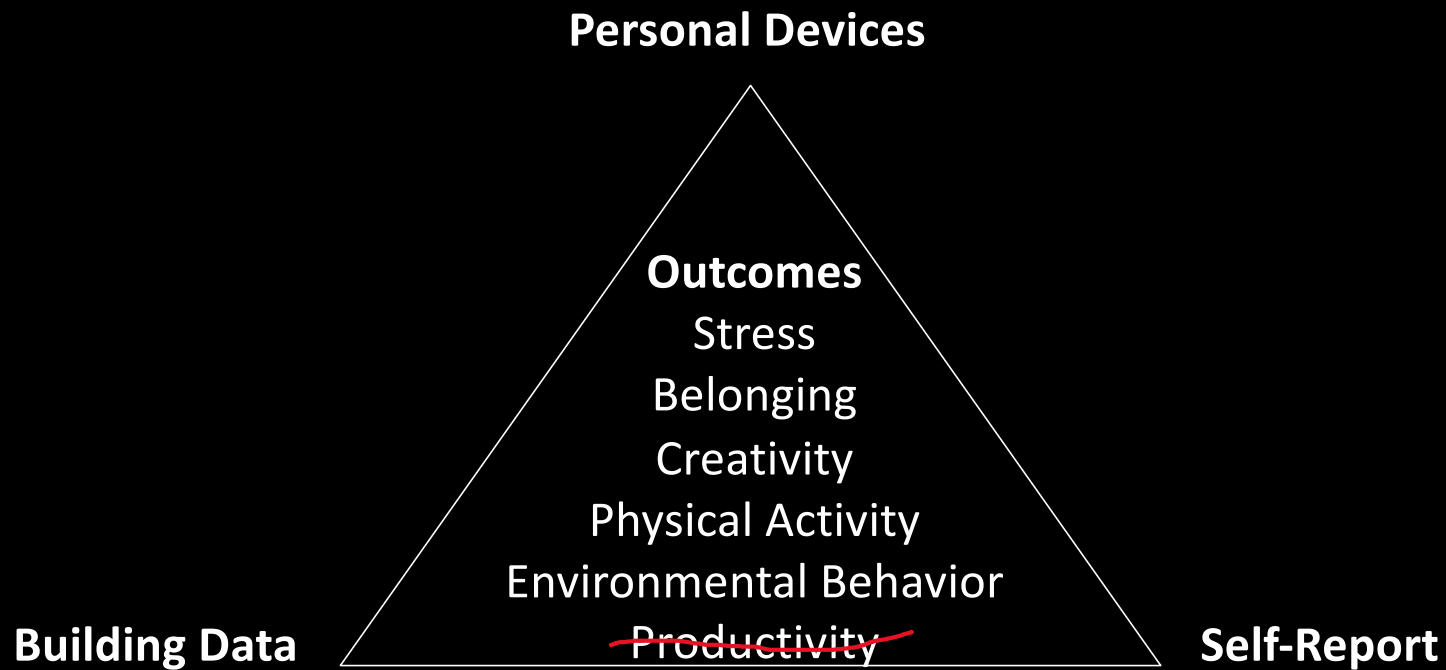 Personal Devices
Outcomes
Stress
Belonging
Creativity
Physical Activity
Environmental Behavior
Productivity
Building Data
Self-Report